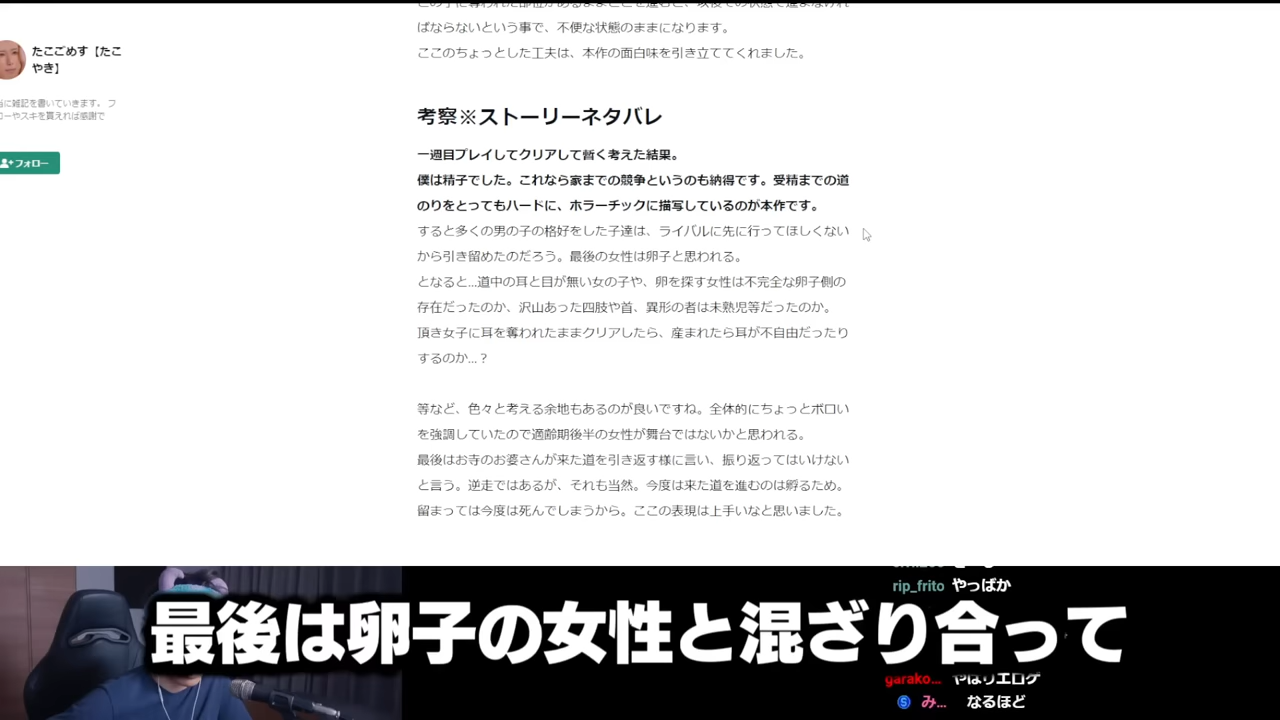 ばならないという事で、不便な状態のままになります。
ここのちょっとした工夫は、本作の面白味を引き立ててくれました。
たこごめす【たこ
やき】
に雑記を書いていきます。 フ
ローやスキを貰えれば感謝で
フォロー
考察※ストーリーネタバレ
一週目プレイしてクリアして暫く考えた結果。
僕は精子でした。これなら家までの競争というのも納得です。受精までの道
のりをとってもハードに、ホラーチックに描写しているのが本作です。
すると多くの男の子の格好をした子達は、ライバルに先に行ってほしくない
から引き留めたのだろう。最後の女性は卵子と思われる。
となると...道中の耳と目が無い女の子や、卵を探す女性は不完全な卵子側の
存在だったのか、沢山あった四肢や首、異形の者は未熟児等だったのか。
頂き女子に耳を奪われたままクリアしたら、産まれたら耳が不自由だったり
するのか...？
等など、色々と考える余地もあるのが良いですね。全体的にちょっとボロい
を強調していたので適齢期後半の女性が舞台ではないかと思われる。
最後はお寺のお婆さんが来た道を引き返す様に言い、振り返ってはいけない
と言う。逆走ではあるが、それも当然。今度は来た道を進むのは孵るため。
留まっては今度は死んでしまうから。ここの表現は上手いなと思いました。
rip_frito やっぱか
最後は卵子の女性と混ざり合って
garako... やはりエロゲ
み... なるほど